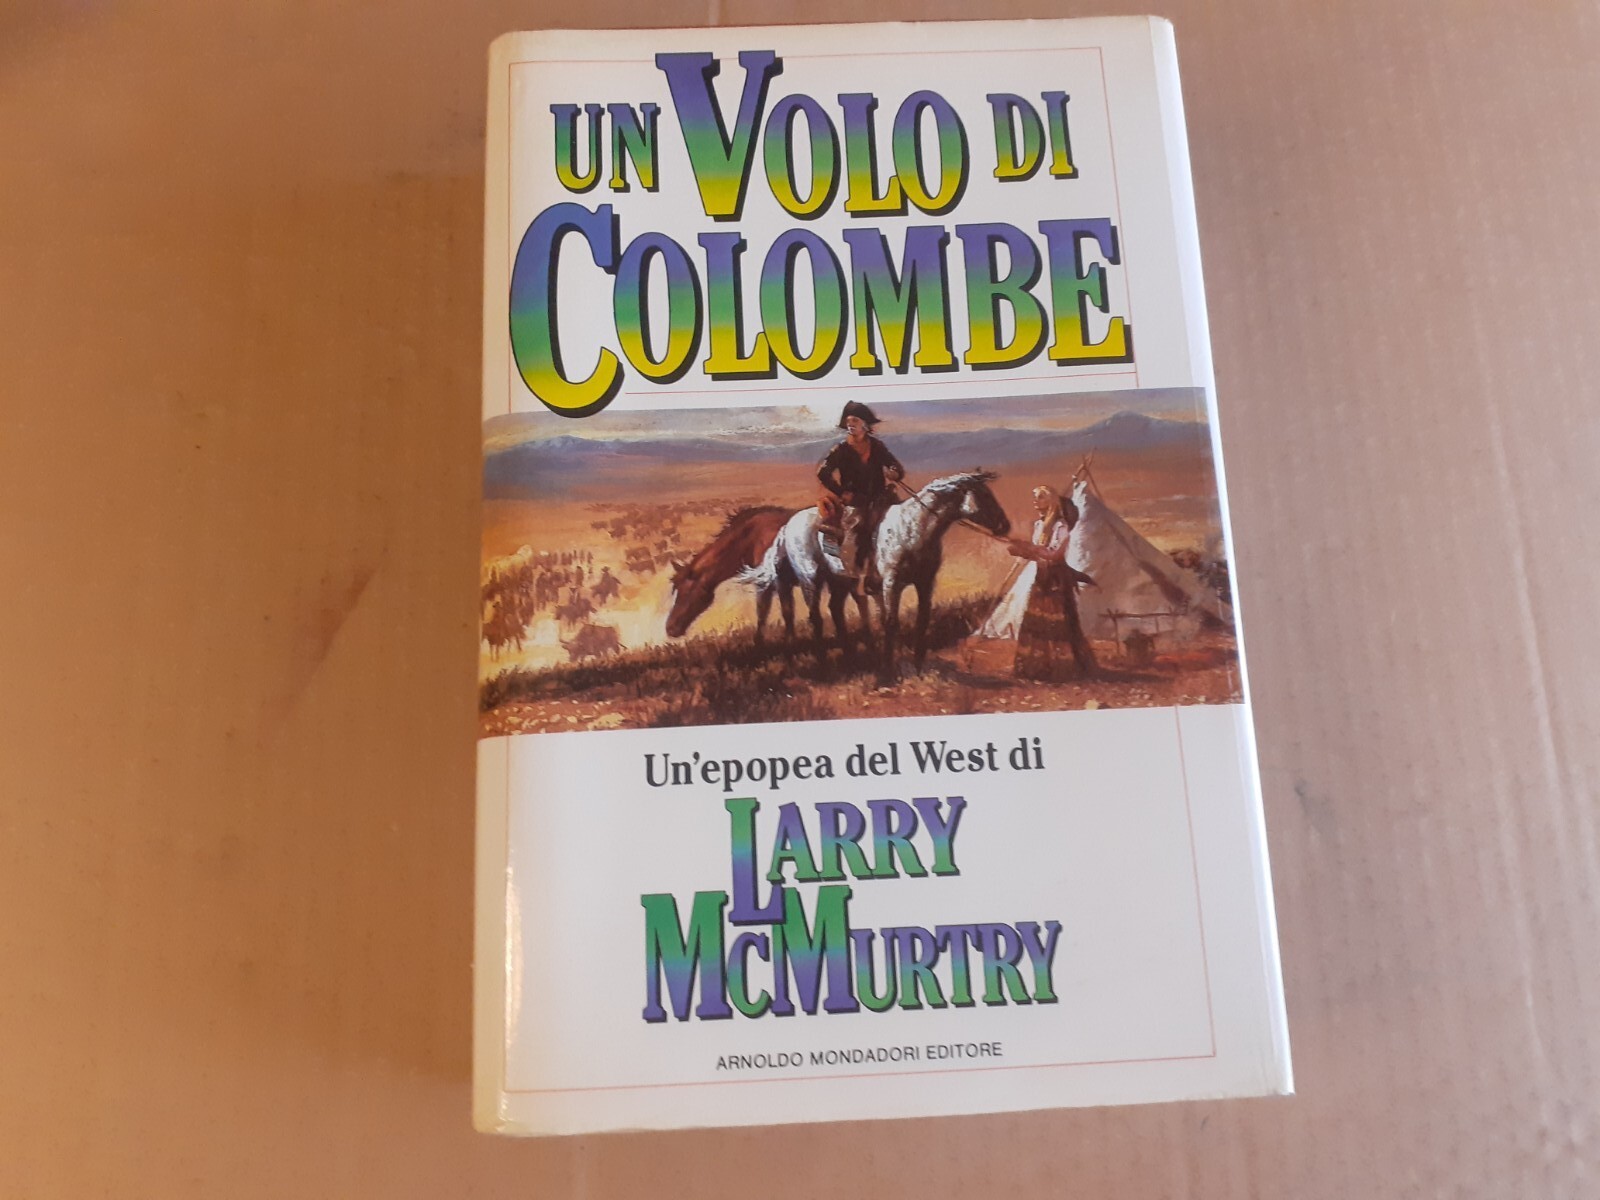 UN VOLO DI
COLOMBE
Un'epopea del West di
LARRY
MCMURTRY
ARNOLDO MONDADORI EDITORE